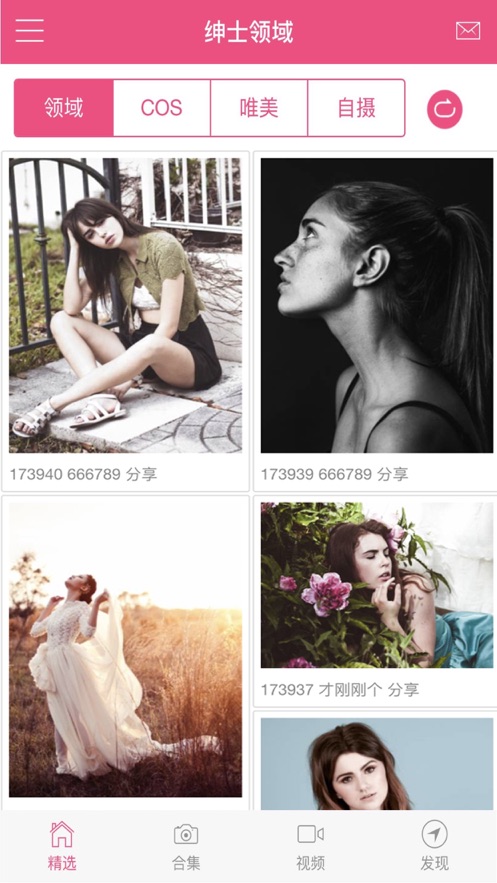 绅士领域
领域 COS 唯美 自摄
173940 666789 分享
173939 666789 分享
173937 才刚刚个 分享
精选 合集 视频 发现